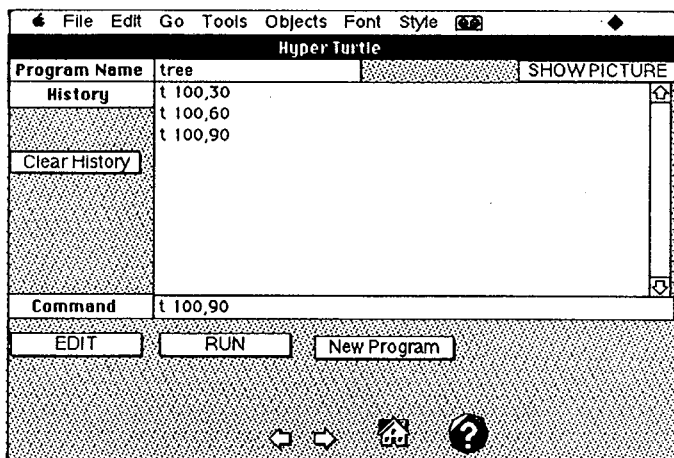 File Edit Go Tools Objects Font Style
Hyper Turtle
Program Name tree SHOW PICTURE
History t 100,30
t 100,60
t 100,90
Clear History
Command t 100,90
EDIT RUN New Program
?